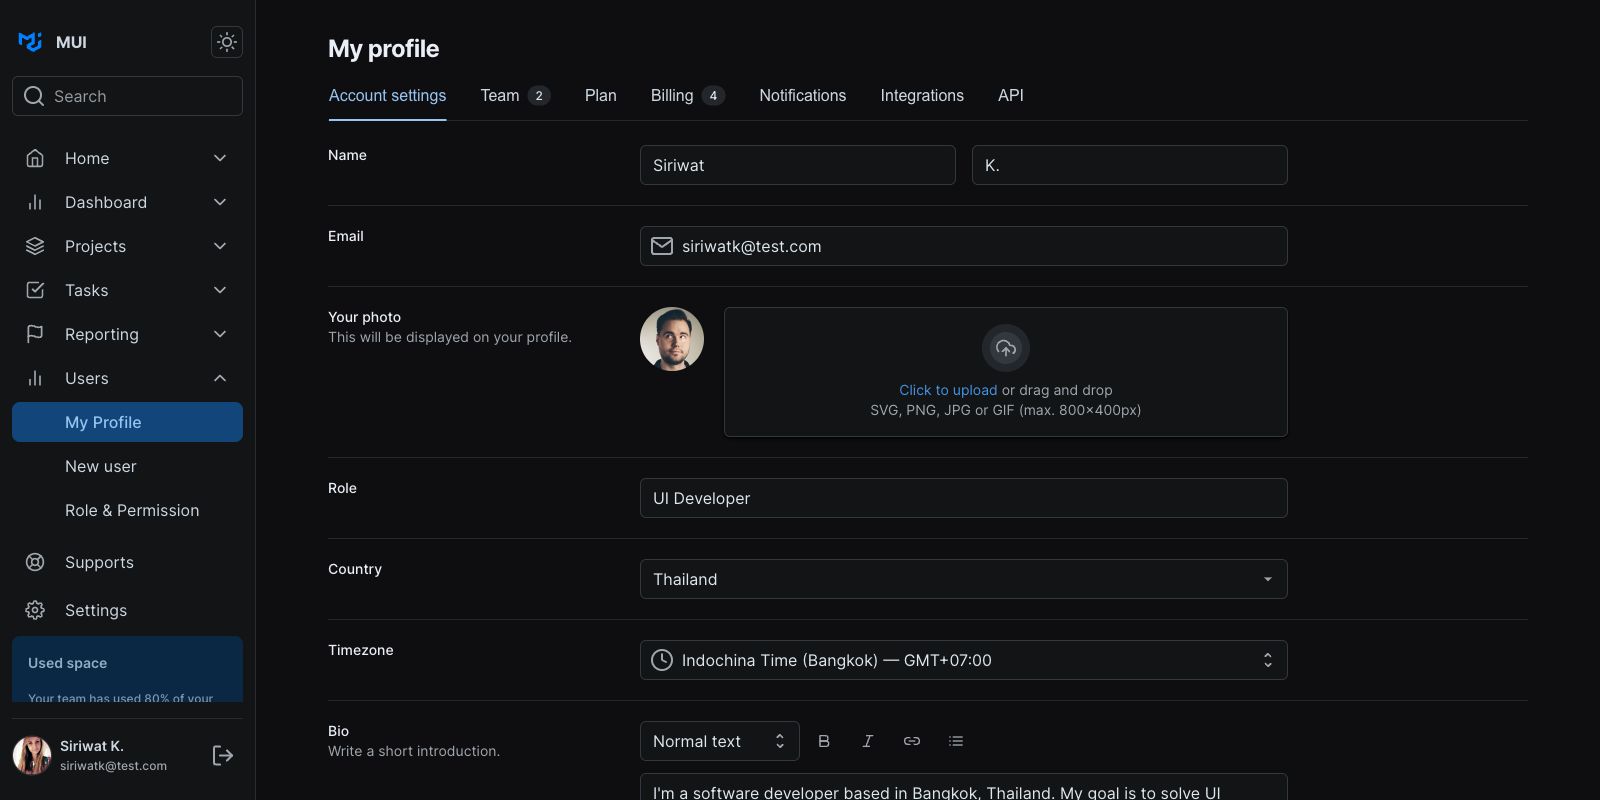 MUI
Search
Home
Dashboard
Projects
Tasks
Reporting
Users
My Profile
New user
Role & Permission
Supports
Settings
Used space
Your team has used 80% of your
Siriwat K.
siriwatk@test.com
My profile
Account settings Team 2 Plan Billing 4 Notifications Integrations API
Name
Siriwat K.
Email
siriwatk@test.com
Your photo
This will be displayed on your profile.
Click to upload or drag and drop
SVG, PNG, JPG or GIF (max. 800×400px)
Role
UI Developer
Country
Thailand
Timezone
Indochina Time (Bangkok) — GMT+07:00
Bio
Write a short introduction.
Normal text B I
I'm a software developer based in Bangkok, Thailand. My goal is to solve UI